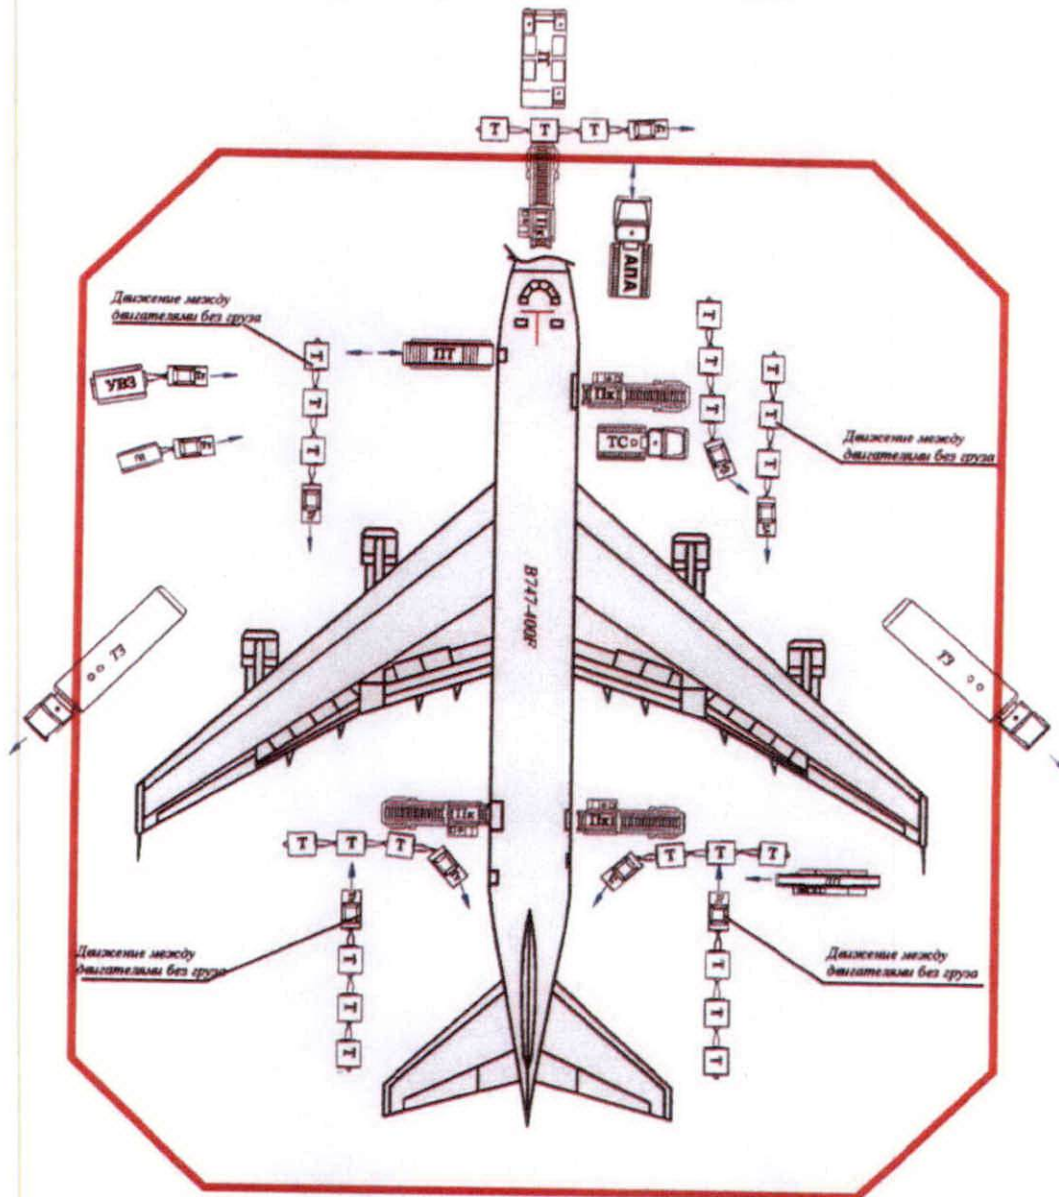 Т Т Т
Пк
АПА
Движение между
двигателями без груза
Т
Т
Т
ПТ
УВЗ
Пк
ТС
Т
Т
Т
Т
Т
Т
Движение между
двигателями без груза
B747-400F
ТЗ
ТЗ
Пк
Пк
Т Т Т
Т Т Т
Движение между
двигателями без груза
Движение между
двигателями без груза
Т
Т
Т
Т
Т
Т